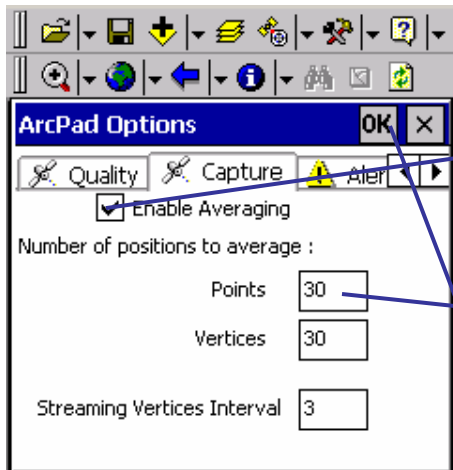 ArcPad Options OK
Quality Capture Aler
Enable Averaging
Number of positions to average :
Points 30
Vertices 30
Streaming Vertices Interval 3